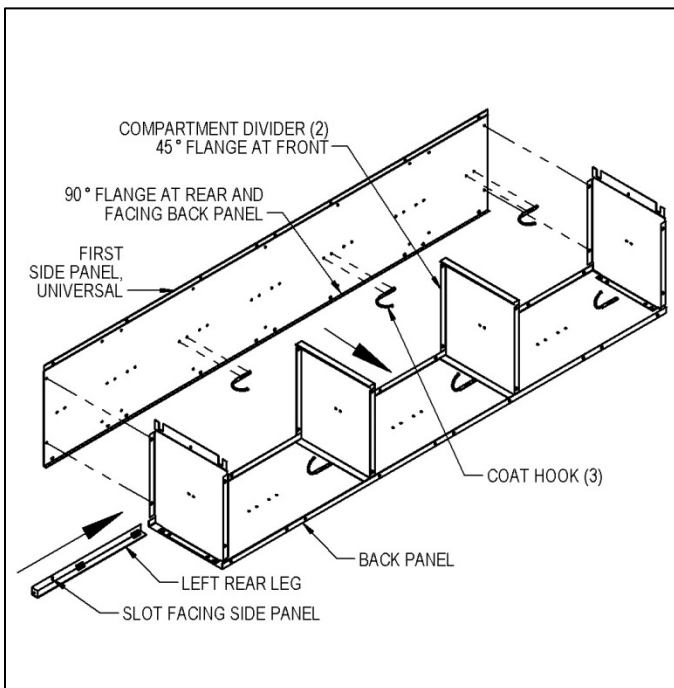 COMPARTMENT DIVIDER (2)
45° FLANGE AT FRONT
90° FLANGE AT REAR AND
FACING BACK PANEL
FIRST
SIDE PANEL,
UNIVERSAL
COAT HOOK (3)
BACK PANEL
LEFT REAR LEG
SLOT FACING SIDE PANEL